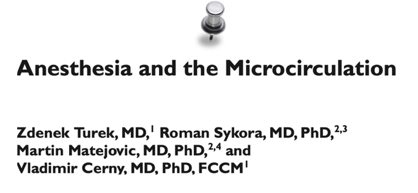 Anesthesia and the Microcirculation
Zdenek Turek, MD,¹ Roman Sykora, MD, PhD,²,³
Martin Matejovic, MD, PhD,²,⁴ and
Vladimir Cerny, MD, PhD, FCCM¹